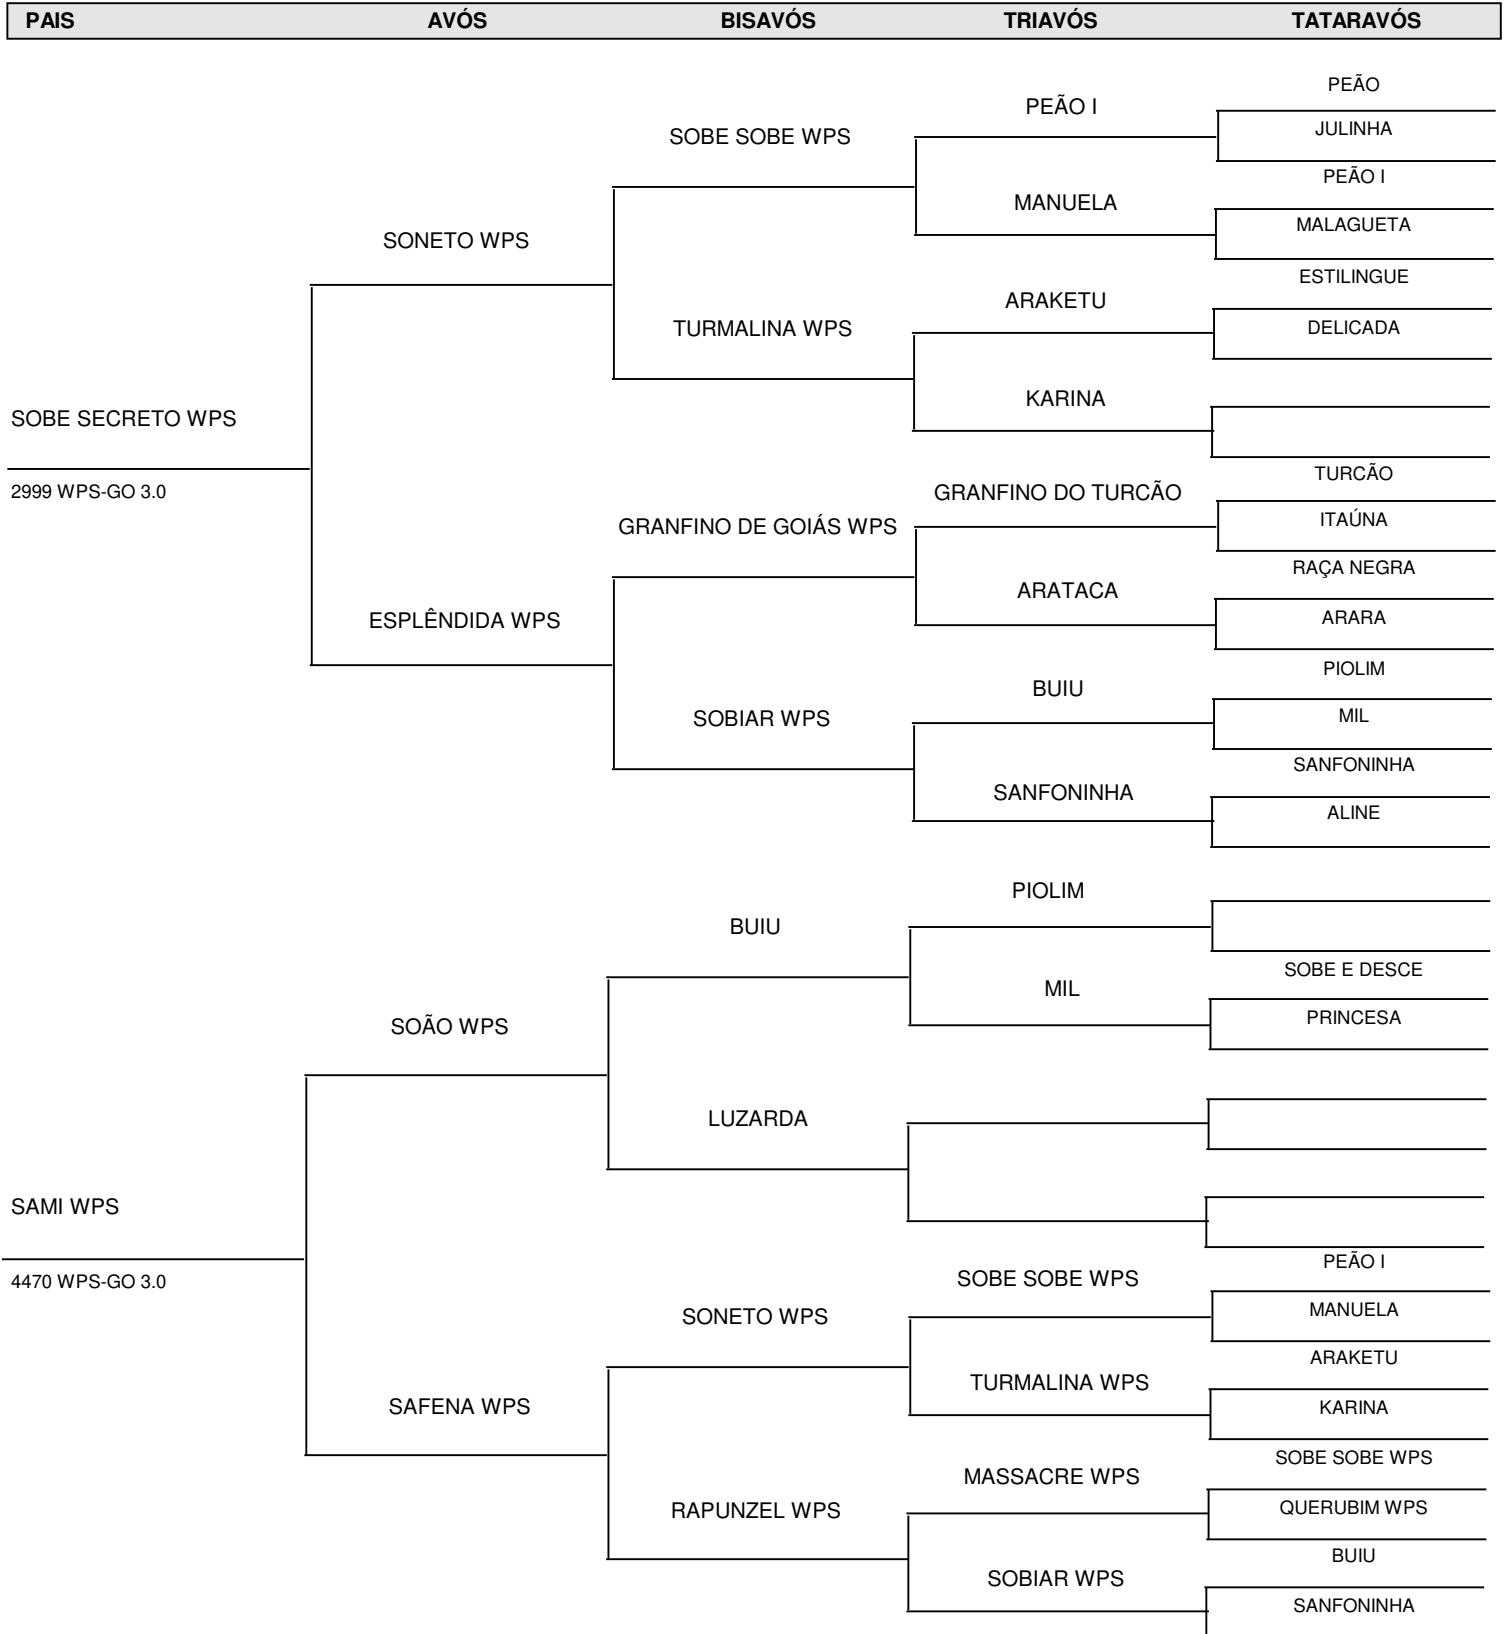 PAIS AVÓS BISAVÓS TRIAVÓS TATARAVÓS
PEÃO
PEÃO I
JULINHA
SOBE SOBE WPS
PEÃO I
MANUELA
MALAGUETA
SONETO WPS
ESTILINGUE
ARAKETU
TURMALINA WPS
DELICADA
KARINA
SOBE SECRETO WPS
TURCÃO
2999 WPS-GO 3.0
GRANFINO DO TURCÃO
ITAÚNA
GRANFINO DE GOIÁS WPS
RAÇA NEGRA
ARATACA
ARARA
ESPLÊNDIDA WPS
PIOLIM
BUIU
MIL
SOBIAR WPS
SANFONINHA
SANFONINHA
ALINE
PIOLIM
BUIU
SOBE E DESCE
MIL
PRINCESA
SOÃO WPS
LUZARDA
SAMI WPS
PEÃO I
4470 WPS-GO 3.0
SOBE SOBE WPS
MANUELA
SONETO WPS
ARAKETU
TURMALINA WPS
SAFENA WPS
KARINA
SOBE SOBE WPS
MASSACRE WPS
RAPUNZEL WPS
QUERUBIM WPS
BUIU
SOBIAR WPS
SANFONINHA